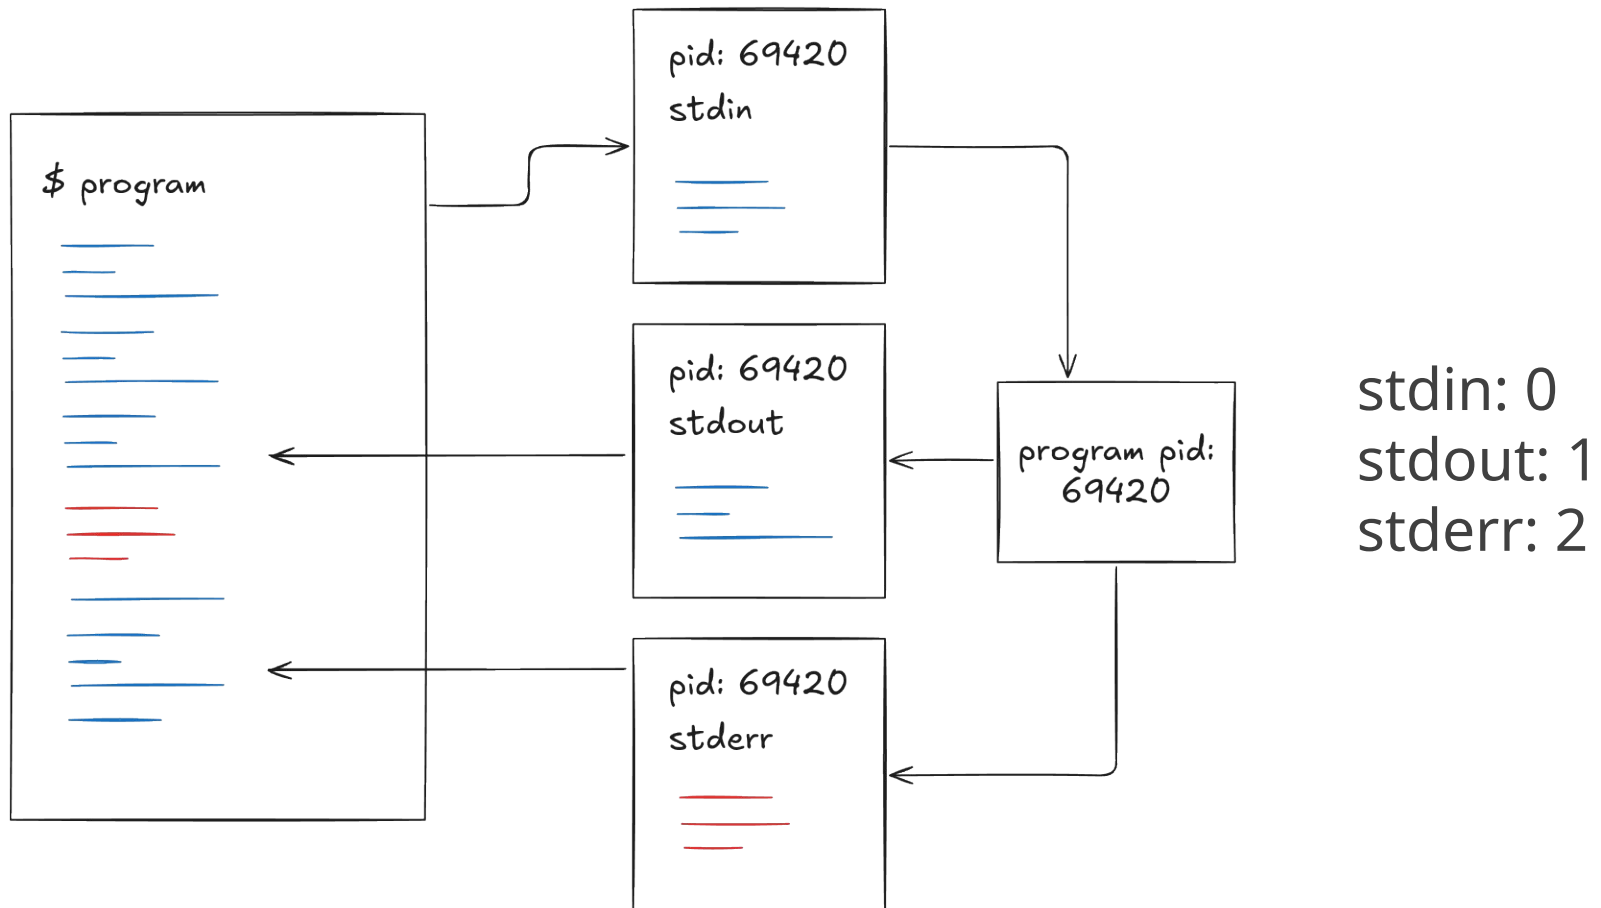 $ program
pid: 69420
stdin
pid: 69420
stdout
pid: 69420
stderr
program pid:
69420
stdin: 0
stdout: 1
stderr: 2